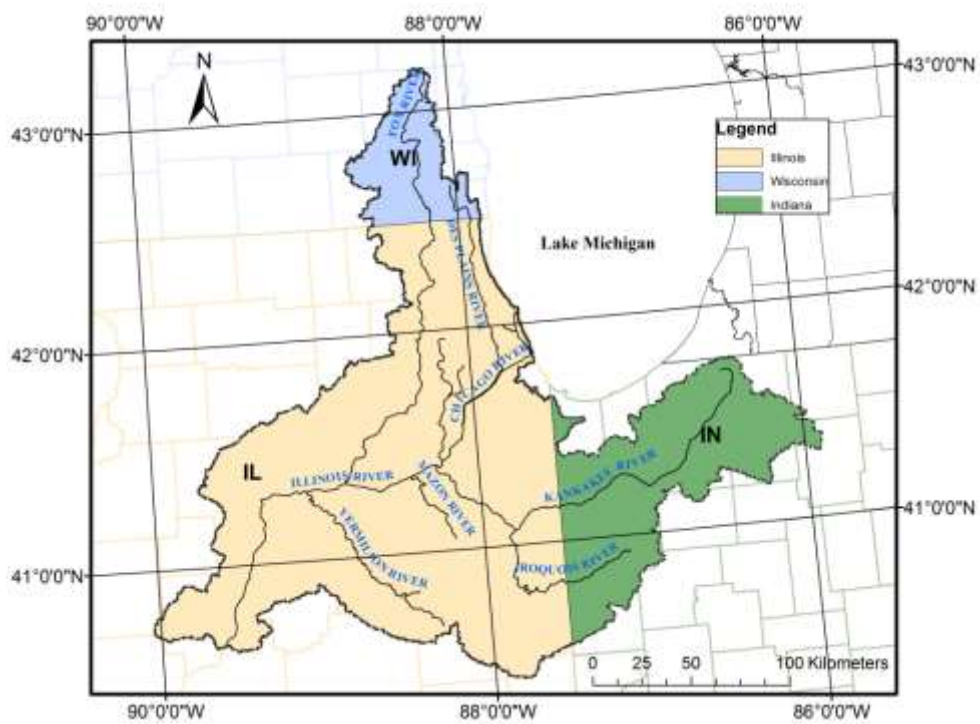 90°0'0"W
88°0'0"W
86°0'0"W
N
43°0'0"N
43°0'0"N
Legend
Illinois
Wisconsin
Indiana
FOX RIVER
WI
DES PLAINS RIVER
Lake Michigan
42°0'0"N
42°0'0"N
CHICAGO RIVER
IN
IL
ILLINOIS RIVER
MAZON RIVER
KANKAKEE RIVER
41°0'0"N
VERMILION RIVER
IROQUOIS RIVER
41°0'0"N
0 25 50 100 Kilometers
90°0'0"W
88°0'0"W
86°0'0"W